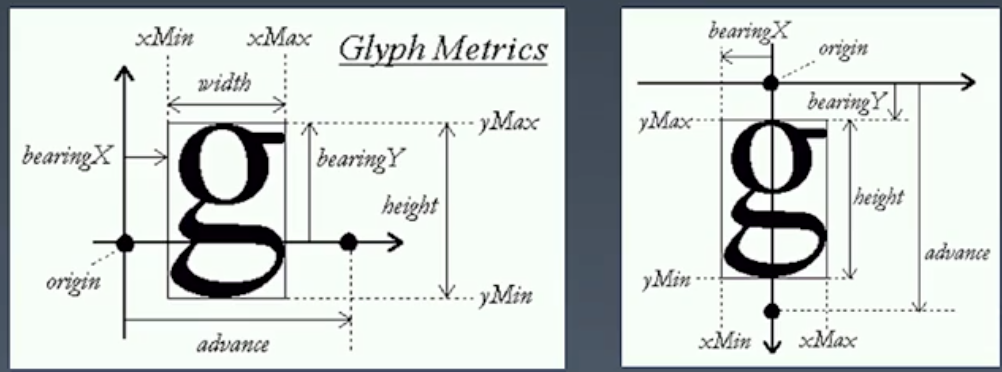 Glyph Metrics
xMin
xMax
width
yMax
bearingX
bearingY
height
g
origin
yMin
advance
bearingX
origin
bearingY
yMax
g
height
advance
yMin
xMin
xMax